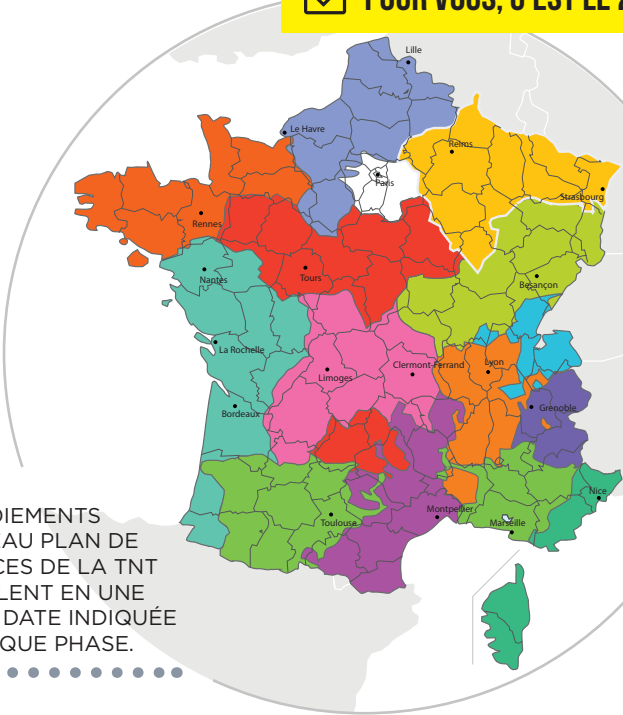 POUR VOUS, C'EST LE 2
Lille
Le Havre
Reims
Paris
Strasbourg
Rennes
Tours
Besançon
Nantes
La Rochelle
Clermont-Ferrand
Lyon
Limoges
Bordeaux
Grenoble
Nice
Montpellier
Toulouse
Marseille
OIEMENTS
EAU PLAN DE
CES DE LA TNT
LENT EN UNE
DATE INDIQUÉE
QUE PHASE.